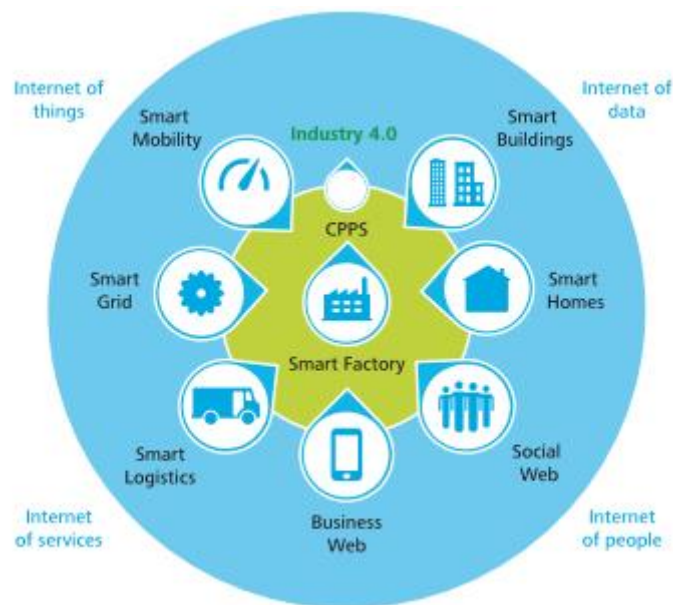 Internet of
things
Internet of
data
Smart
Mobility
Industry 4.0
Smart
Buildings
CPPS
Smart
Grid
Smart
Homes
Smart Factory
Smart
Logistics
Social
Web
Business
Web
Internet
of services
Internet
of people